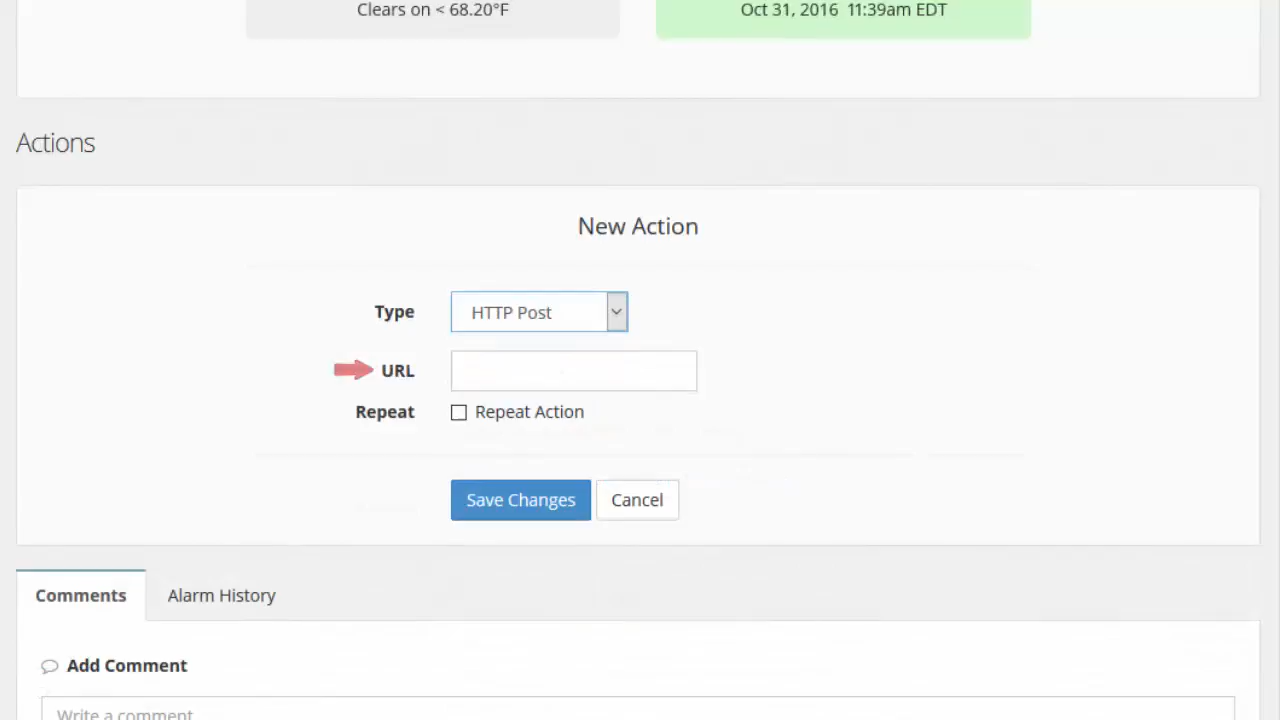 Clears on < 68.20°F
Oct 31, 2016 11:39am EDT
Actions
New Action
Type
HTTP Post
URL
Repeat
Repeat Action
Save Changes
Cancel
Comments
Alarm History
Add Comment
Write a comment